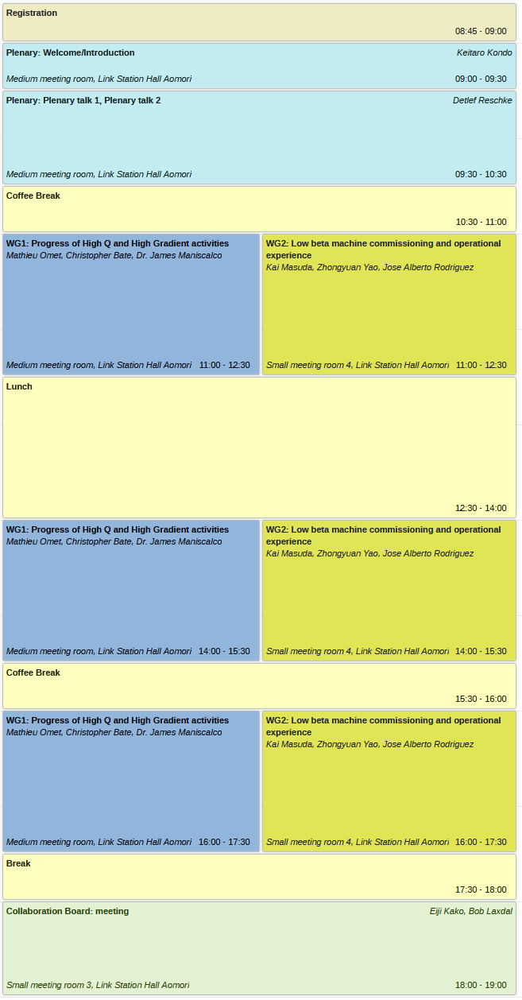 Registration
08:45 - 09:00
Plenary: Welcome/Introduction Keitaro Kondo
Medium meeting room, Link Station Hall Aomori 09:00 - 09:30
Plenary: Plenary talk 1, Plenary talk 2 Detlef Reschke
Medium meeting room, Link Station Hall Aomori 09:30 - 10:30
Coffee Break
10:30 - 11:00
WG1: Progress of High Q and High Gradient activities
Mathieu Omet, Christopher Bate, Dr. James Maniscalco
Medium meeting room, Link Station Hall Aomori 11:00 - 12:30
WG2: Low beta machine commissioning and operational
experience
Kai Masuda, Zhongyuan Yao, Jose Alberto Rodriguez
Small meeting room 4, Link Station Hall Aomori 11:00 - 12:30
Lunch
12:30 - 14:00
WG1: Progress of High Q and High Gradient activities
Mathieu Omet, Christopher Bate, Dr. James Maniscalco
Medium meeting room, Link Station Hall Aomori 14:00 - 15:30
WG2: Low beta machine commissioning and operational
experience
Kai Masuda, Zhongyuan Yao, Jose Alberto Rodriguez
Small meeting room 4, Link Station Hall Aomori 14:00 - 15:30
Coffee Break
15:30 - 16:00
WG1: Progress of High Q and High Gradient activities
Mathieu Omet, Christopher Bate, Dr. James Maniscalco
Medium meeting room, Link Station Hall Aomori 16:00 - 17:30
WG2: Low beta machine commissioning and operational
experience
Kai Masuda, Zhongyuan Yao, Jose Alberto Rodriguez
Small meeting room 4, Link Station Hall Aomori 16:00 - 17:30
Break
17:30 - 18:00
Collaboration Board: meeting Eiji Kako, Bob Laxdal
Small meeting room 3, Link Station Hall Aomori 18:00 - 19:00